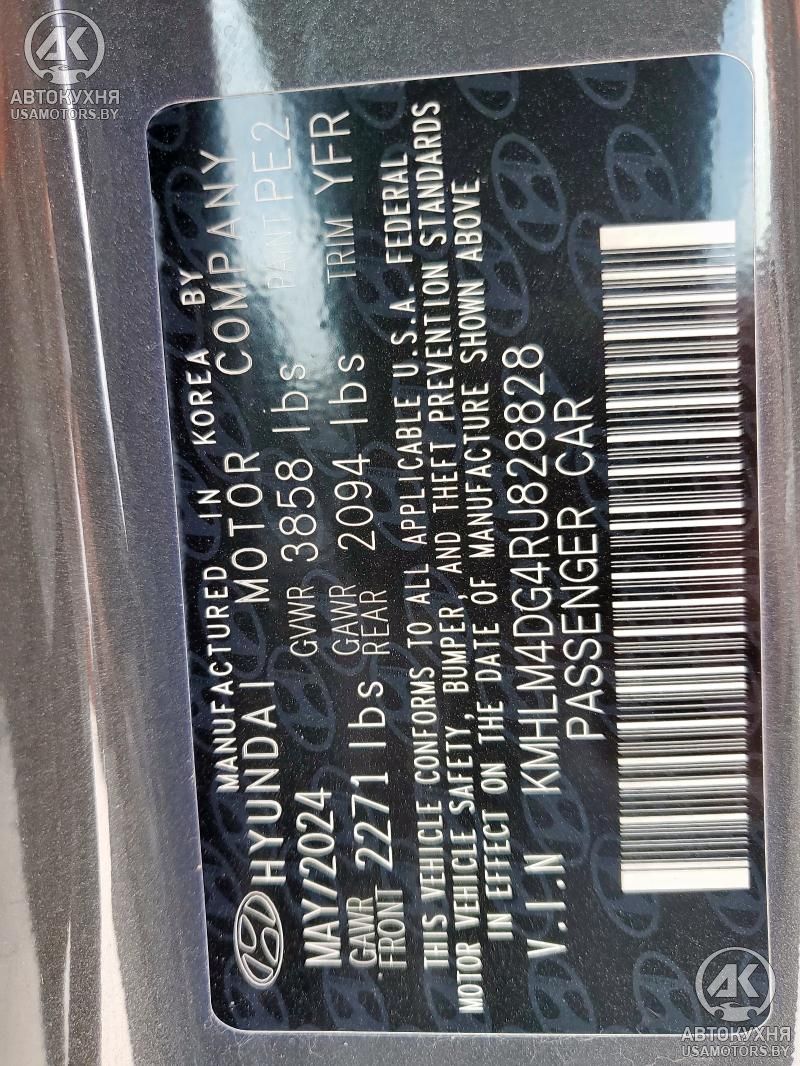 АК
АВТОКУХНЯ
USAMOTORS.BY
MANUFACTURED IN KOREA BY
HYUNDAI MOTOR COMPANY
MAY/2024 GVWR 3858 lbs PAINT PE2
GAWR FRONT 2271 lbs GAWR REAR 2094 lbs TRIM YFR
THIS VEHICLE CONFORMS TO ALL APPLICABLE U.S.A. FEDERAL
MOTOR VEHICLE SAFETY, BUMPER, AND THEFT PREVENTION STANDARDS
IN EFFECT ON THE DATE OF MANUFACTURE SHOWN ABOVE
V.I.N KMHLM4DG4RU828828
PASSENGER CAR
АК
АВТОКУХНЯ
USAMOTORS.BY